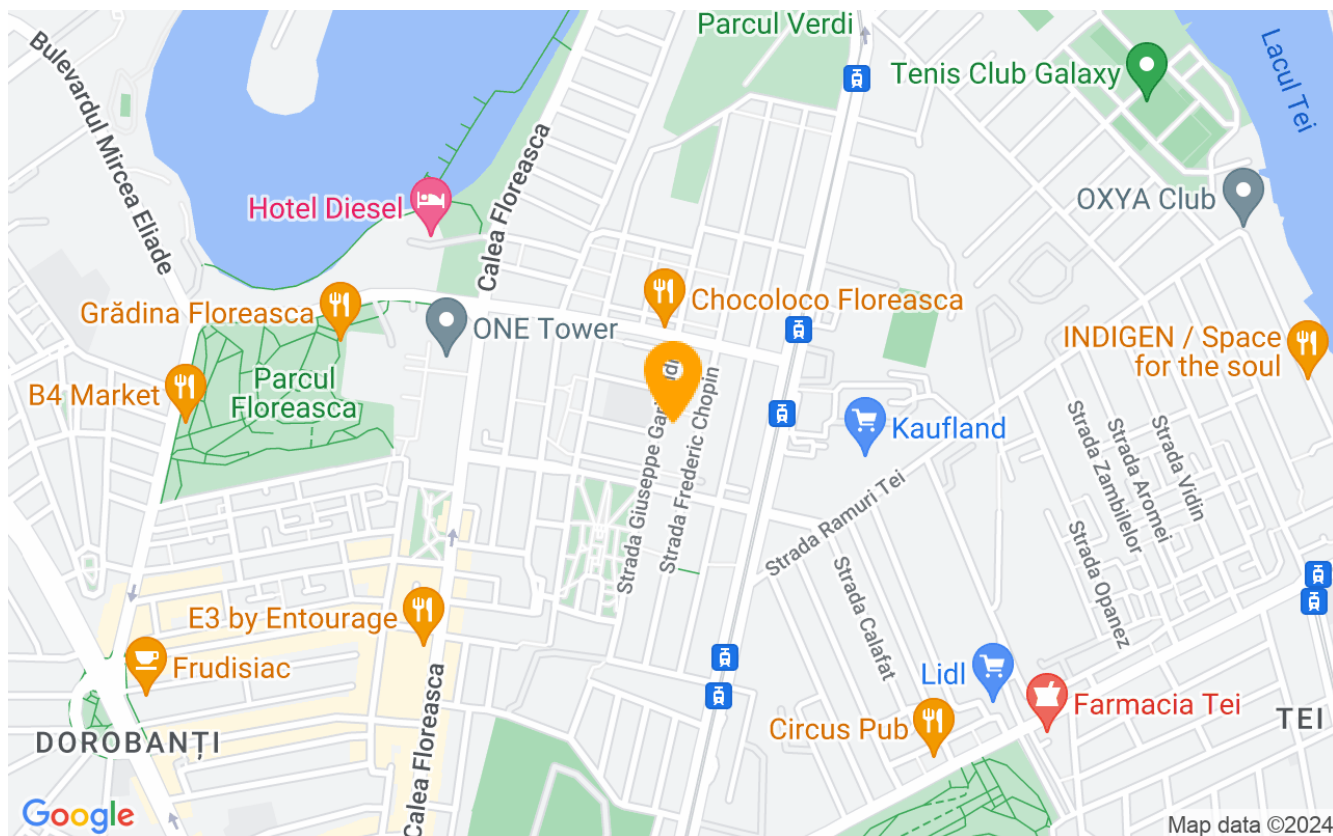 Parcul Verdi
Bulevardul Mircea Eliade
Tenis Club Galaxy
Lacul Tei
Calea Floreasca
Hotel Diesel
OXYA Club
Grădina Floreasca
ONE Tower
Chocoloco Floreasca
INDIGEN / Space
for the soul
B4 Market
Parcul
Floreasca
Strada Giuseppe
Strada Frederic Chopin
Kaufland
Strada Ramuri Tei
Strada Zambilelor
Strada Aromei
Strada Vidin
Strada Opanez
Strada Calafat
E3 by Entourage
Frudisiac
Calea Floreasca
Lidl
Farmacia Tei
Circus Pub
TEI
DOROBANȚI
Google
Map data ©2024